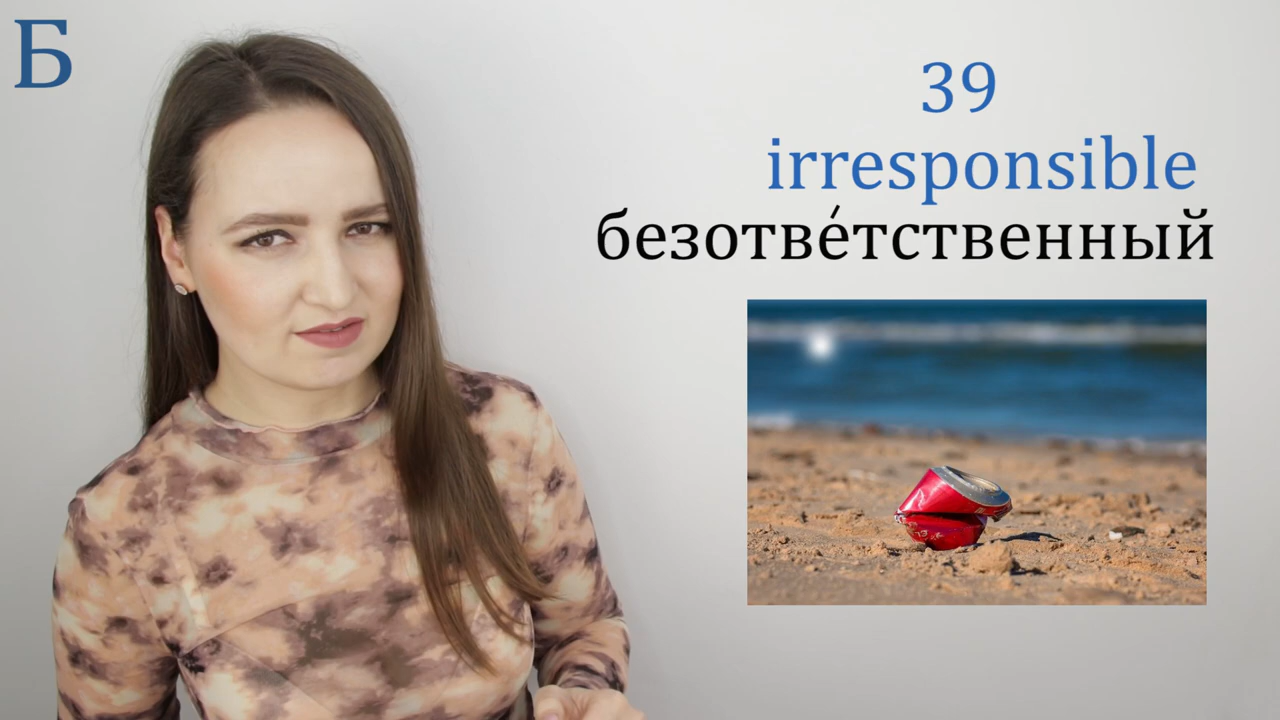 Б
39
irresponsible
безотве́тственный